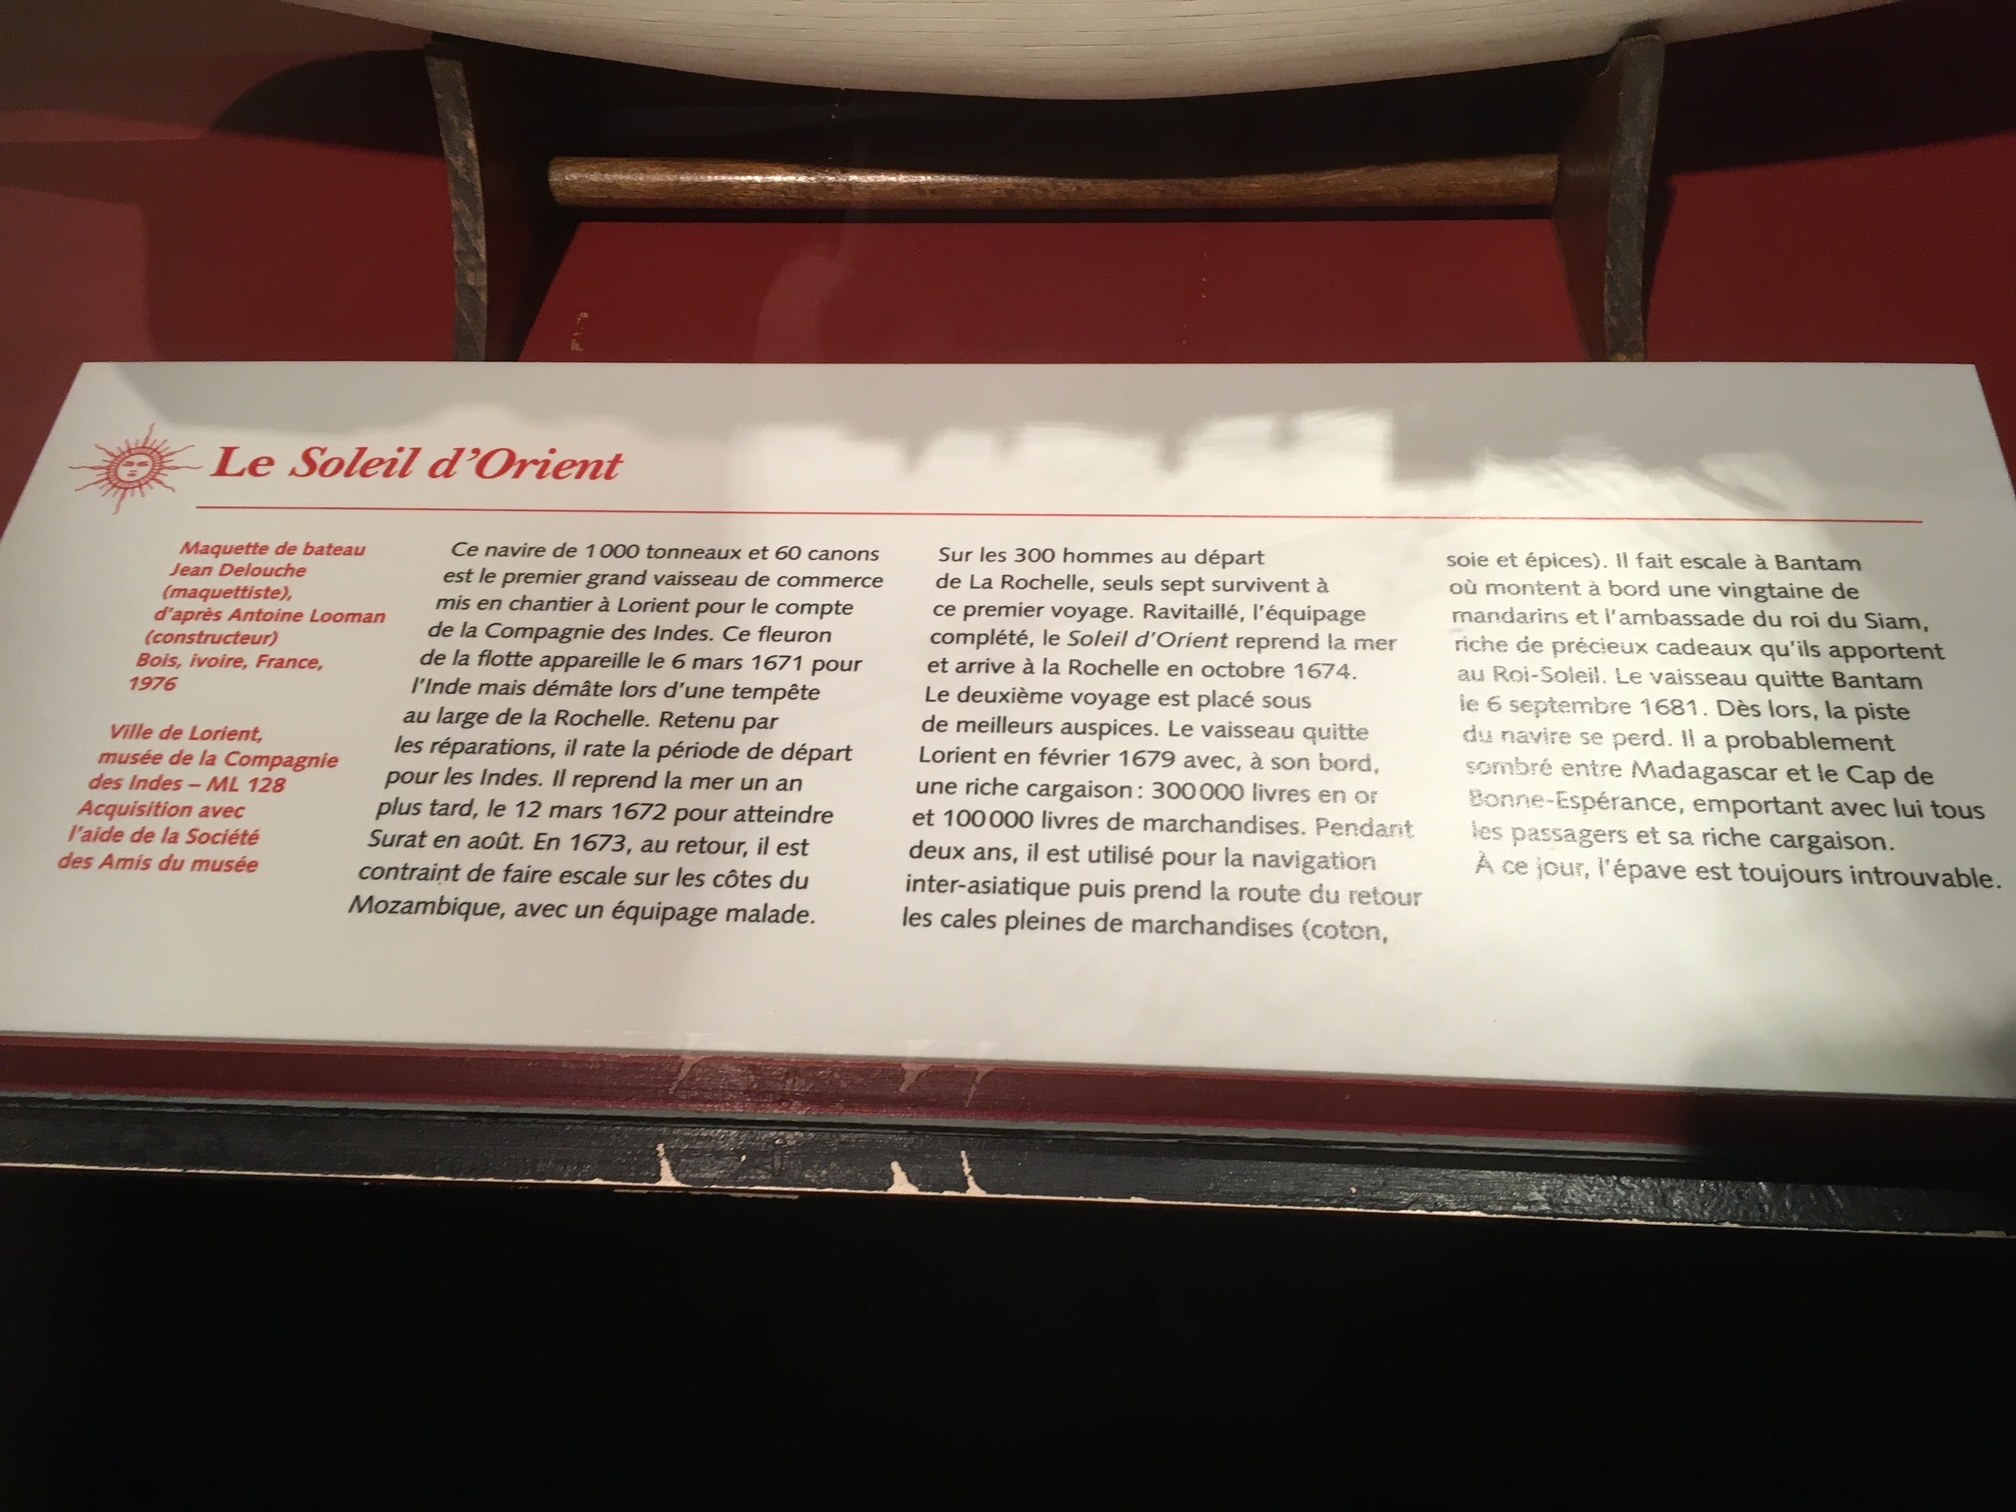 Le Soleil d'Orient
Maquette de bateau
Jean Delouche
(maquettiste),
d'après Antoine Looman
(constructeur)
Bois, ivoire, France,
1976
Ville de Lorient,
musée de la Compagnie
des Indes – ML 128
Acquisition avec
l'aide de la Société
des Amis du musée
Ce navire de 1 000 tonneaux et 60 canons
est le premier grand vaisseau de commerce
mis en chantier à Lorient pour le compte
de la Compagnie des Indes. Ce fleuron
de la flotte appareille le 6 mars 1671 pour
l'Inde mais démâte lors d'une tempête
au large de la Rochelle. Retenu par
les réparations, il rate la période de départ
pour les Indes. Il reprend la mer un an
plus tard, le 12 mars 1672 pour atteindre
Surat en août. En 1673, au retour, il est
contraint de faire escale sur les côtes du
Mozambique, avec un équipage malade.
Sur les 300 hommes au départ
de La Rochelle, seuls sept survivent à
ce premier voyage. Ravitaillé, l'équipage
complété, le Soleil d'Orient reprend la mer
et arrive à la Rochelle en octobre 1674.
Le deuxième voyage est placé sous
de meilleurs auspices. Le vaisseau quitte
Lorient en février 1679 avec, à son bord,
une riche cargaison : 300 000 livres en or
et 100 000 livres de marchandises. Pendant
deux ans, il est utilisé pour la navigation
inter-asiatique puis prend la route du retour
les cales pleines de marchandises (coton,
soie et épices). Il fait escale à Bantam
où montent à bord une vingtaine de
mandarins et l'ambassade du roi du Siam,
riche de précieux cadeaux qu'ils apportent
au Roi-Soleil. Le vaisseau quitte Bantam
le 6 septembre 1681. Dès lors, la piste
du navire se perd. Il a probablement
sombré entre Madagascar et le Cap de
Bonne-Espérance, emportant avec lui tous
les passagers et sa riche cargaison.
À ce jour, l'épave est toujours introuvable.